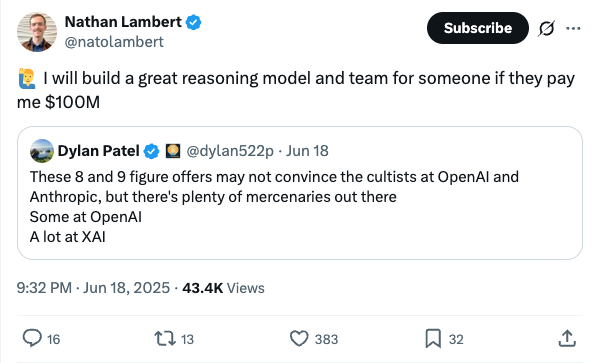 Nathan Lambert
Subscribe
@natolambert
🙋‍♂️ I will build a great reasoning model and team for someone if they pay
me $100M
Dylan Patel @dylan522p · Jun 18
These 8 and 9 figure offers may not convince the cultists at OpenAI and
Anthropic, but there's plenty of mercenaries out there
Some at OpenAI
A lot at XAI
9:32 PM · Jun 18, 2025 · 43.4K Views
16 13 383 32